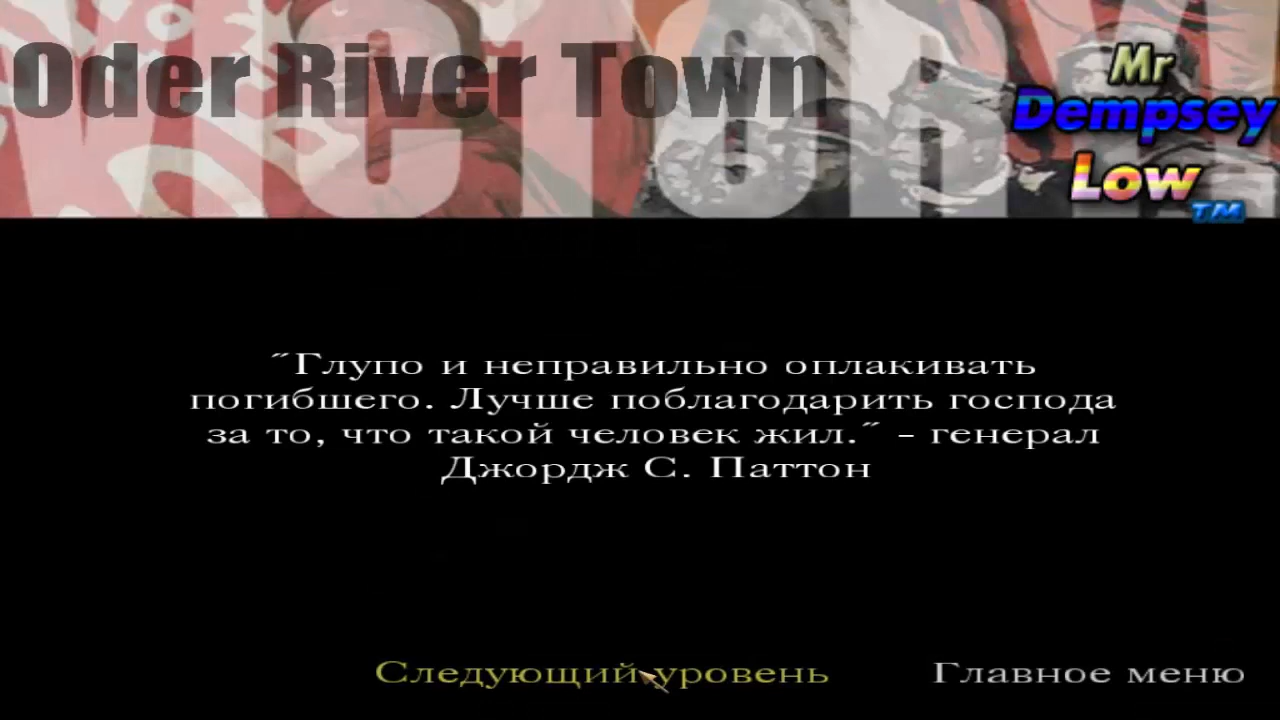 VICTORY
Oder River Town
Mr
Dempsey
Low
TM
"Глупо и неправильно оплакивать
погибшего. Лучше поблагодарить господа
за то, что такой человек жил." – генерал
Джордж С. Паттон
Следующий уровень
Главное меню